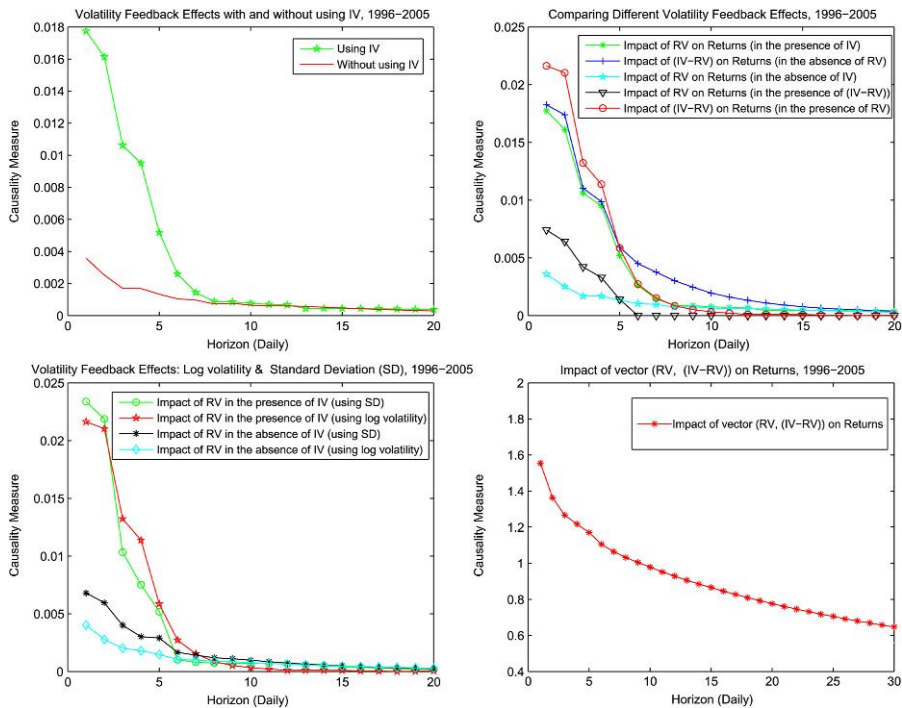 Volatility Feedback Effects with and without using IV, 1996−2005
0.018
0.016
0.014
0.012
0.01
0.008
0.006
0.004
0.002
0
Causality Measure
Using IV
Without using IV
0 5 10 15 20
Horizon (Daily)
Comparing Different Volatility Feedback Effects, 1996−2005
0.025
0.02
0.015
0.01
0.005
0
Causality Measure
Impact of RV on Returns (in the presence of IV)
Impact of (IV−RV) on Returns (in the absence of RV)
Impact of RV on Returns (in the absence of IV)
Impact of RV on Returns (in the presence of (IV−RV))
Impact of (IV−RV) on Returns (in the presence of RV)
0 5 10 15 20
Horizon (Daily)
Volatility Feedback Effects: Log volatility & Standard Deviation (SD), 1996−2005
0.025
0.02
0.015
0.01
0.005
0
Causality Measure
Impact of RV in the presence of IV (using SD)
Impact of RV in the presence of IV (using log volatility)
Impact of RV in the absence of IV (using SD)
Impact of RV in the absence of IV (using log volatility)
0 5 10 15 20
Horizon (Daily)
Impact of vector (RV, (IV−RV)) on Returns, 1996−2005
2
1.8
1.6
1.4
1.2
1
0.8
0.6
0.4
Causality Measure
Impact of vector (RV, (IV−RV)) on Returns
0 5 10 15 20 25 30
Horizon (Daily)